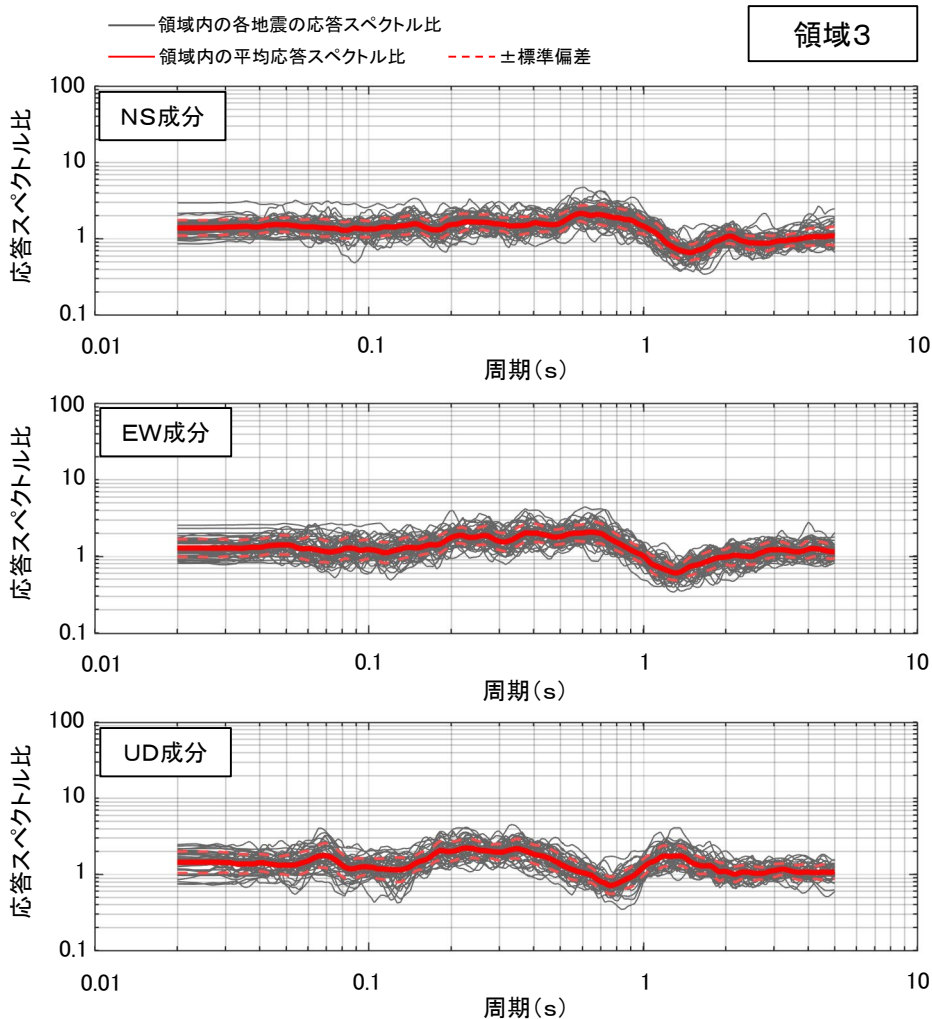 領域内の各地震の応答スペクトル比
領域内の平均応答スペクトル比 ±標準偏差
領域3
NS成分
応答スペクトル比
100
10
1
0.1
0.01 0.1 1 10
周期(s)
EW成分
応答スペクトル比
100
10
1
0.1
0.01 0.1 1 10
周期(s)
UD成分
応答スペクトル比
100
10
1
0.1
0.01 0.1 1 10
周期(s)